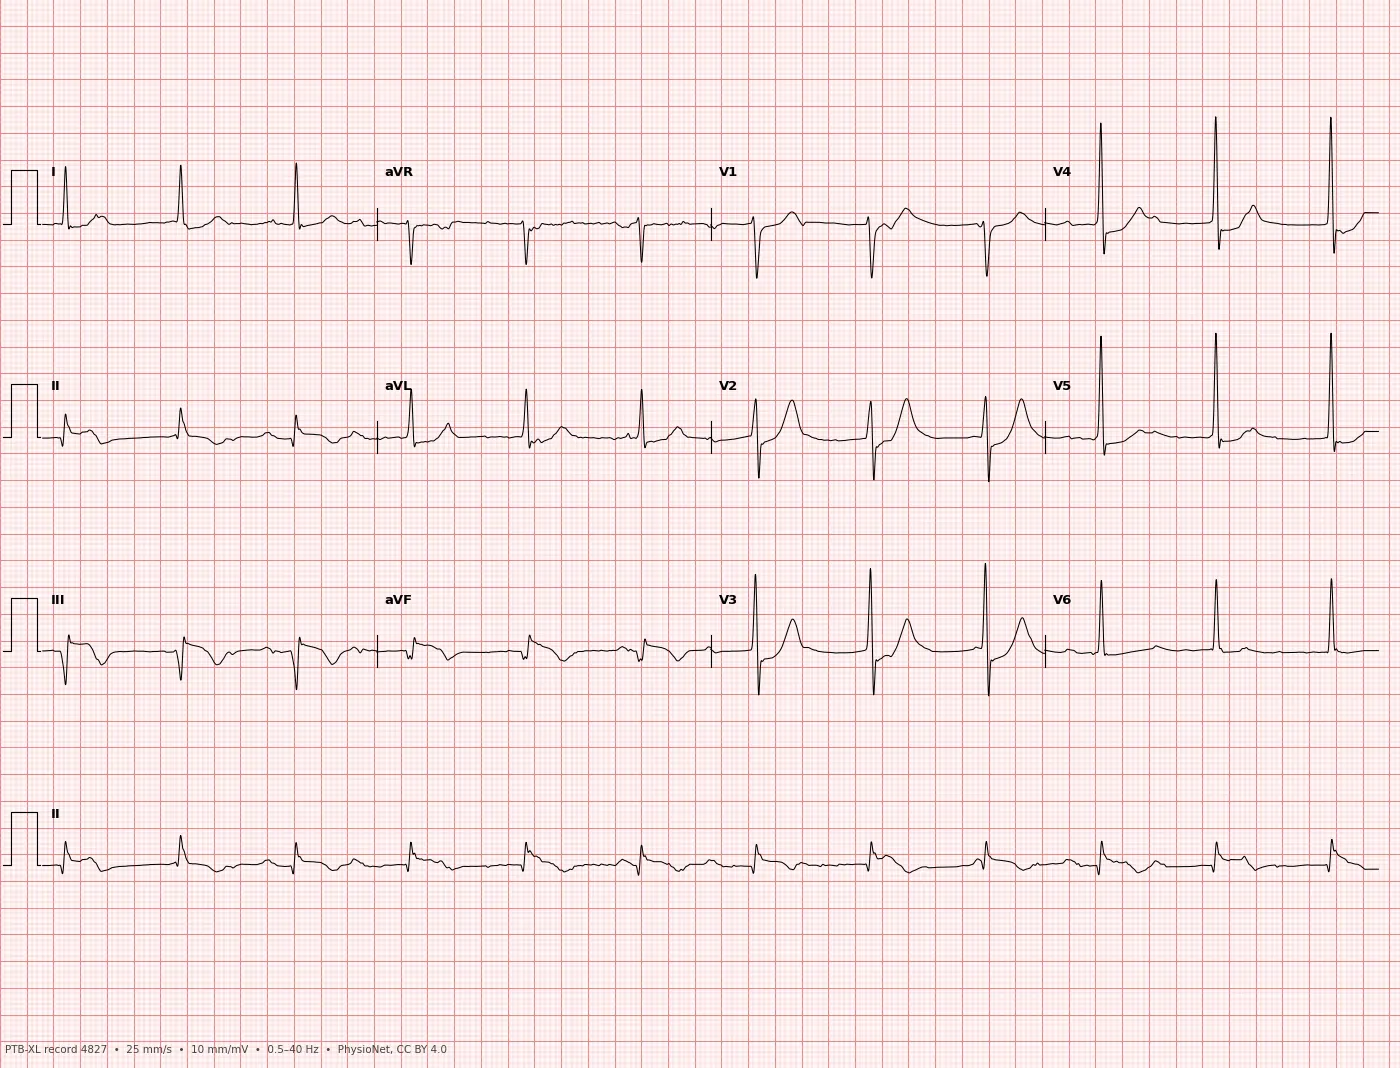 I aVR V1 V4
II aVL V2 V5
III aVF V3 V6
II
PTB-XL record 4827 • 25 mm/s • 10 mm/mV • 0.5–40 Hz • PhysioNet, CC BY 4.0